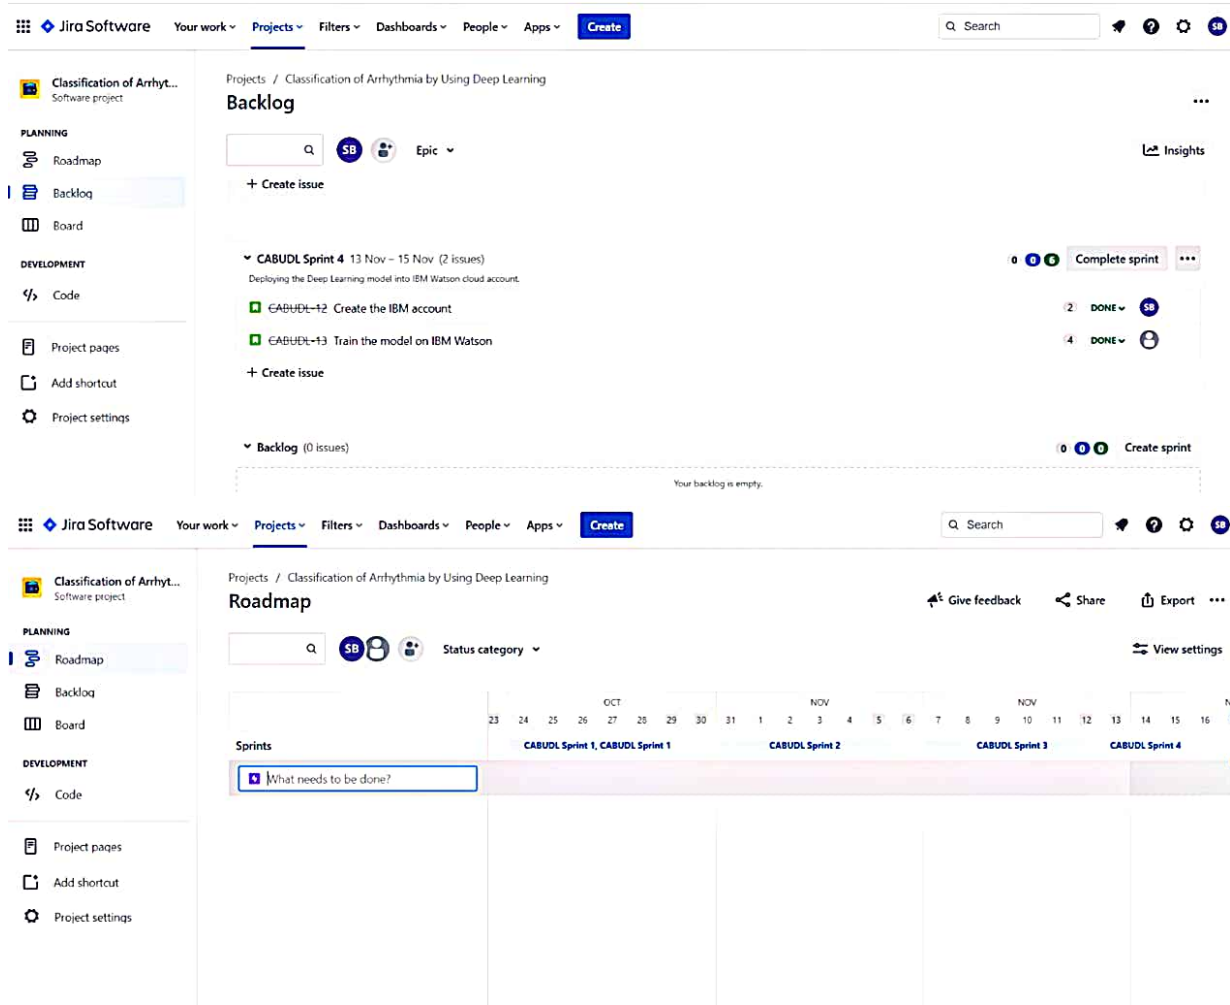 Jira Software Your work Projects Filters Dashboards People Apps Create Search SB
Classification of Arrhyt...
Software project
PLANNING
Roadmap
Backlog
Board
DEVELOPMENT
Code
Project pages
Add shortcut
Project settings
Projects / Classification of Arrhythmia by Using Deep Learning
Backlog
SB Epic Insights
+ Create issue
CABUDL Sprint 4 13 Nov – 15 Nov (2 issues) 0 0 6 Complete sprint
Deploying the Deep Learning model into IBM Watson cloud account.
CABUDL-12 Create the IBM account 2 DONE SB
CABUDL-13 Train the model on IBM Watson 4 DONE
+ Create issue
Backlog (0 issues) 0 0 0 Create sprint
Your backlog is empty.
Jira Software Your work Projects Filters Dashboards People Apps Create Search SB
Classification of Arrhyt...
Software project
PLANNING
Roadmap
Backlog
Board
DEVELOPMENT
Code
Project pages
Add shortcut
Project settings
Projects / Classification of Arrhythmia by Using Deep Learning
Roadmap Give feedback Share Export
SB Status category View settings
OCT NOV NOV N
23 24 25 26 27 28 29 30 31 1 2 3 4 5 6 7 8 9 10 11 12 13 14 15 16
Sprints CABUDL Sprint 1, CABUDL Sprint 1 CABUDL Sprint 2 CABUDL Sprint 3 CABUDL Sprint 4
What needs to be done?